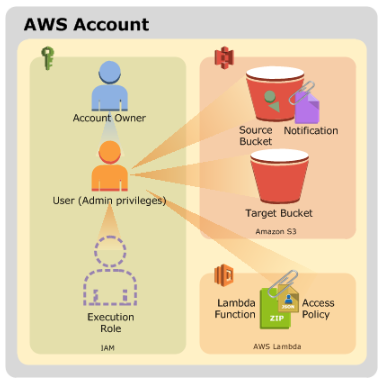 AWS Account
Account Owner
User (Admin privileges)
Execution
Role
IAM
Source
Bucket
Notification
Target Bucket
Amazon S3
Lambda
Function
ZIP
Access
Policy
AWS Lambda